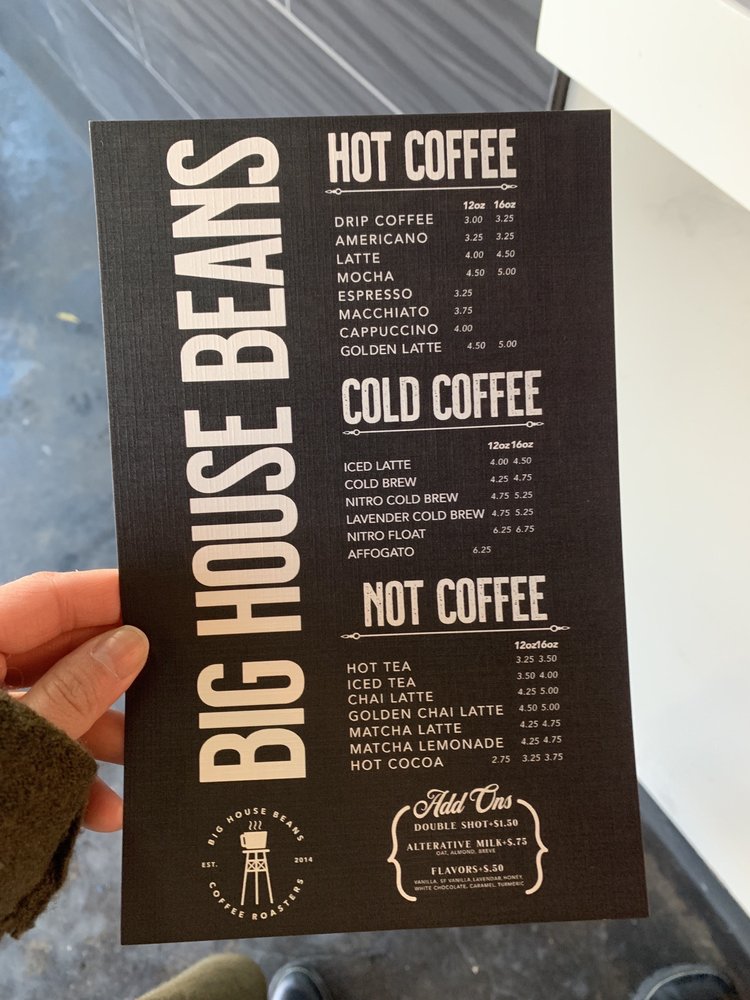 BIG HOUSE BEANS
HOT COFFEE
12oz 16oz
DRIP COFFEE 3.00 3.25
AMERICANO 3.25 3.25
LATTE 4.00 4.50
MOCHA 4.50 5.00
ESPRESSO 3.25
MACCHIATO 3.75
CAPPUCCINO 4.00
GOLDEN LATTE 4.50 5.00
COLD COFFEE
12oz 16oz
ICED LATTE 4.00 4.50
COLD BREW 4.25 4.75
NITRO COLD BREW 4.75 5.25
LAVENDER COLD BREW 4.75 5.25
NITRO FLOAT 6.25 6.75
AFFOGATO 6.25
NOT COFFEE
12oz 16oz
HOT TEA 3.25 3.50
ICED TEA 3.50 4.00
CHAI LATTE 4.25 5.00
GOLDEN CHAI LATTE 4.50 5.00
MATCHA LATTE 4.25 4.75
MATCHA LEMONADE 4.25 4.75
HOT COCOA 2.75 3.25 3.75
BIG HOUSE BEANS
EST. 2014
COFFEE ROASTERS
Add Ons
DOUBLE SHOT+$1.50
ALTERATIVE MILK+$.75
OAT, ALMOND, BREVE
FLAVORS+$.50
VANILLA, SF VANILLA, LAVENDAR, HONEY,
WHITE CHOCOLATE, CARAMEL, TURMERIC